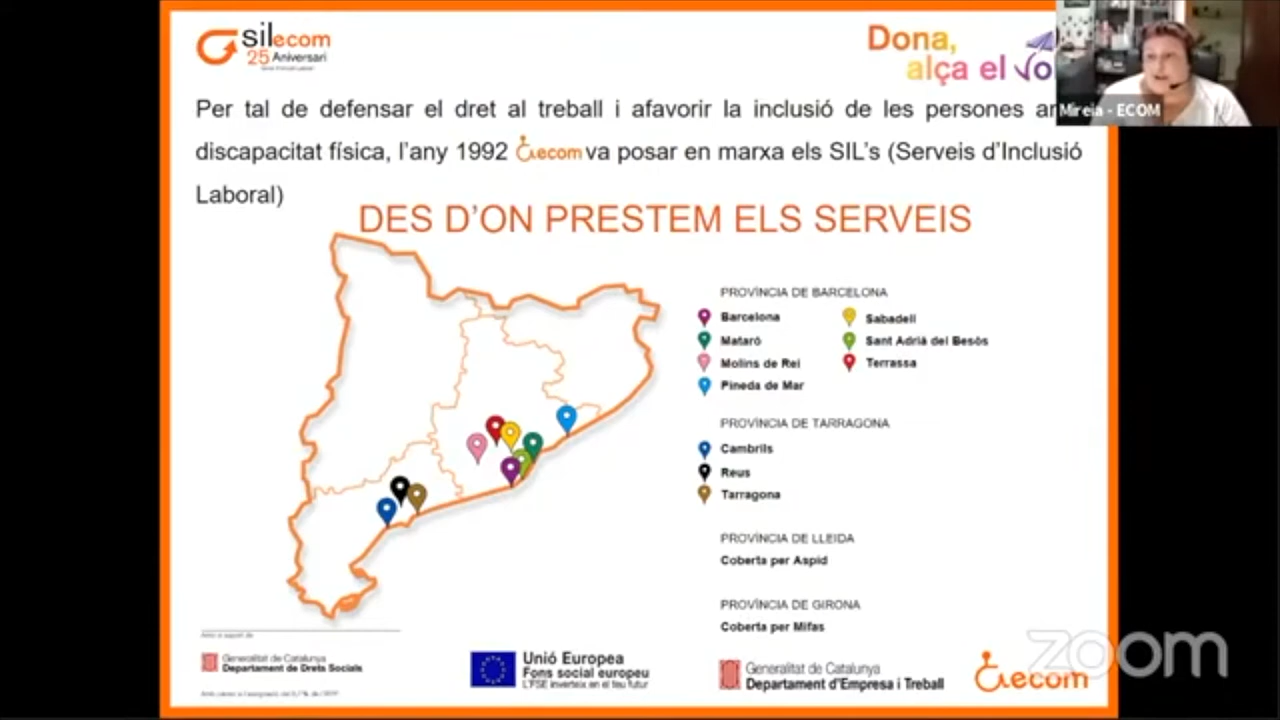 silecom
25 Aniversari
Dona,
alça el
Per tal de defensar el dret al treball i afavorir la inclusió de les persones
Mireia - ECOM
discapacitat física, l'any 1992 ecom va posar en marxa els SIL's (Serveis d'Inclusió
Laboral)
DES D'ON PRESTEM ELS SERVEIS
PROVÍNCIA DE BARCELONA
Barcelona
Sabadell
Mataró
Sant Adrià del Besòs
Molins de Rei
Terrassa
Pineda de Mar
PROVÍNCIA DE TARRAGONA
Cambrils
Reus
Tarragona
PROVÍNCIA DE LLEIDA
Coberta per Aspid
PROVÍNCIA DE GIRONA
Coberta per Mifas
Amb el suport de
Generalitat de Catalunya
Departament de Drets Socials
Unió Europea
Fons social europeu
L'FSE inverteix en el teu futur
Generalitat de Catalunya
Departament d'Empresa i Treball
ecom
zoom